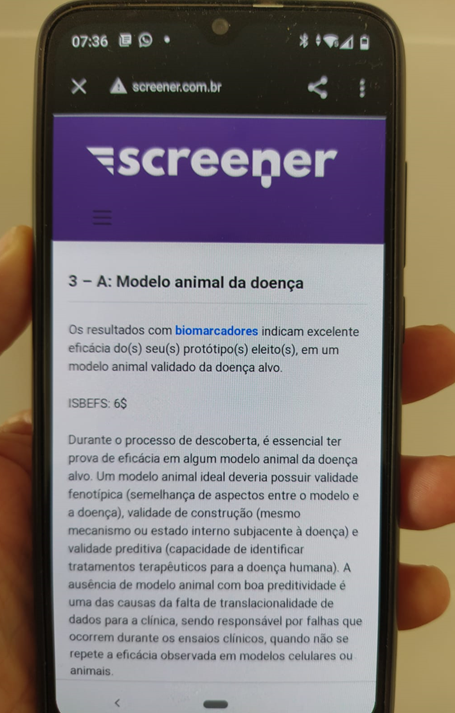 07:36
screener.com.br
screener
3 – A: Modelo animal da doença
Os resultados com biomarcadores indicam excelente
eficácia do(s) seu(s) protótipo(s) eleito(s), em um
modelo animal validado da doença alvo.
ISBEFS: 6$
Durante o processo de descoberta, é essencial ter
prova de eficácia em algum modelo animal da doença
alvo. Um modelo animal ideal deveria possuir validade
fenotípica (semelhança de aspectos entre o modelo e
a doença), validade de construção (mesmo
mecanismo ou estado interno subjacente à doença) e
validade preditiva (capacidade de identificar
tratamentos terapêuticos para a doença humana). A
ausência de modelo animal com boa preditividade é
uma das causas da falta de translacionalidade de
dados para a clínica, sendo responsável por falhas que
ocorrem durante os ensaios clínicos, quando não se
repete a eficácia observada em modelos celulares ou
animais.